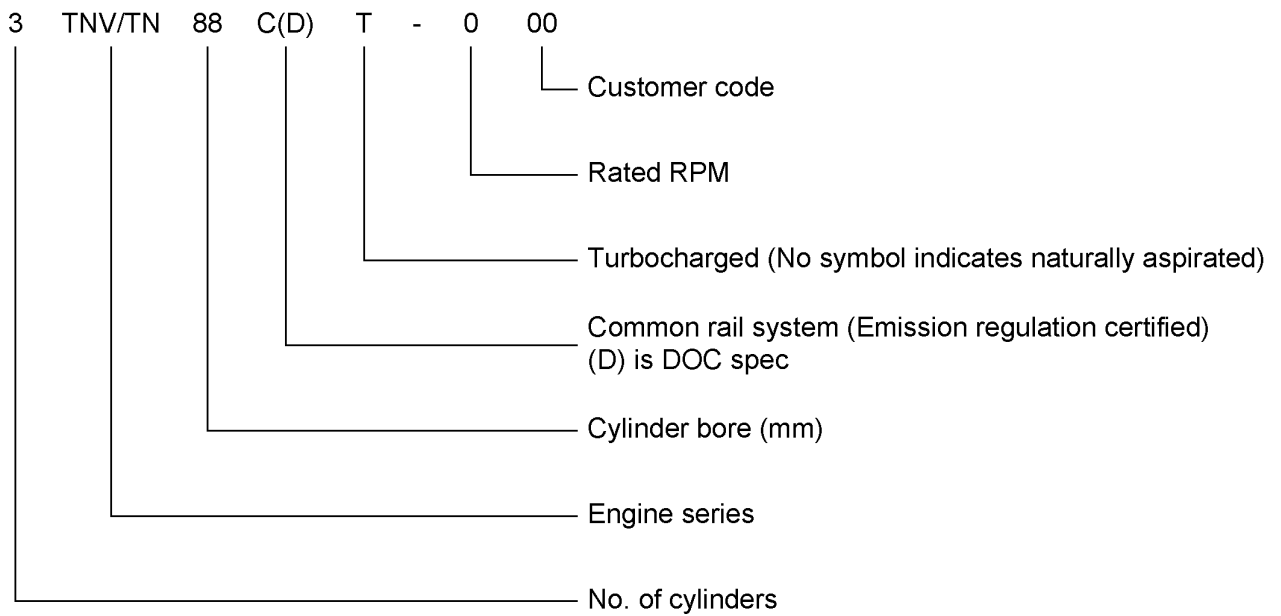 3 TNV/TN 88 C(D) T - 0 00
Customer code
Rated RPM
Turbocharged (No symbol indicates naturally aspirated)
Common rail system (Emission regulation certified)
(D) is DOC spec
Cylinder bore (mm)
Engine series
No. of cylinders